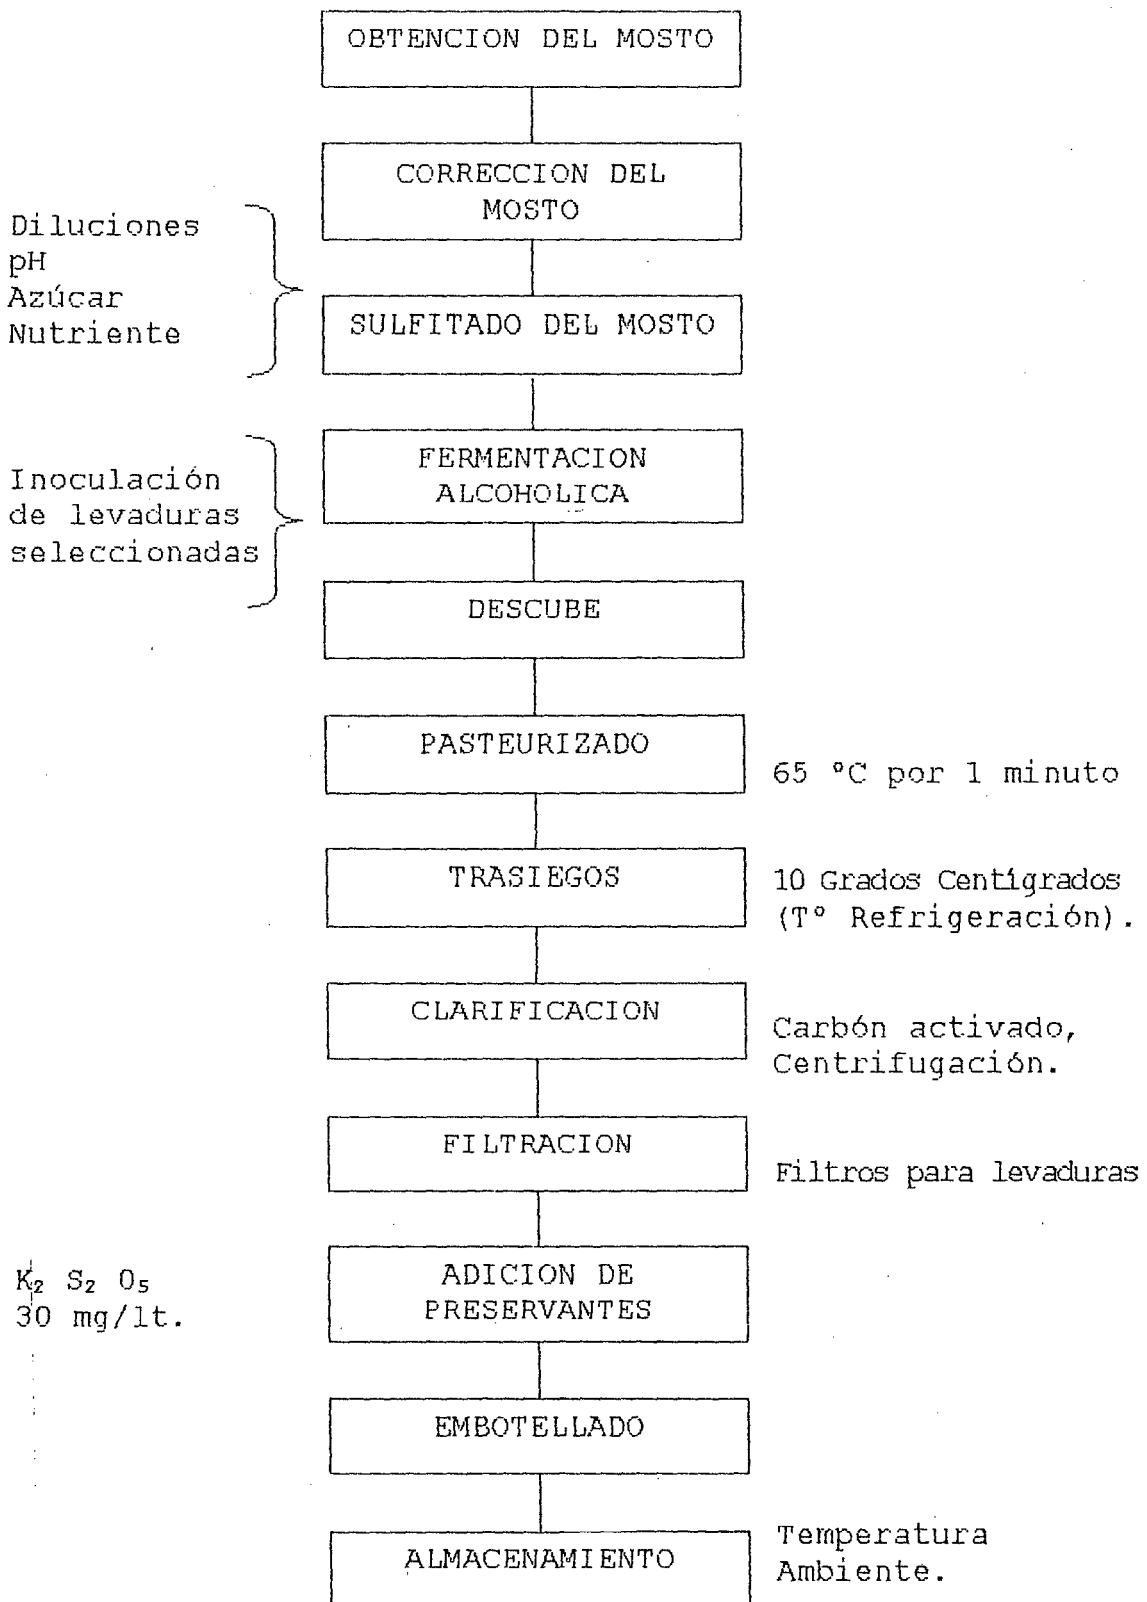 OBTENCION DEL MOSTO
CORRECCION DEL
MOSTO
Diluciones
pH
Azúcar
Nutriente
SULFITADO DEL MOSTO
FERMENTACION
ALCOHOLICA
Inoculación
de levaduras
seleccionadas
DESCUBE
PASTEURIZADO
65 °C por 1 minuto
TRASIEGOS
10 Grados Centígrados
(Tº Refrigeración).
CLARIFICACION
Carbón activado,
Centrifugación.
FILTRACION
Filtros para levaduras
K₂ S₂ O₅
30 mg/lt.
ADICION DE
PRESERVANTES
EMBOTELLADO
ALMACENAMIENTO
Temperatura
Ambiente.